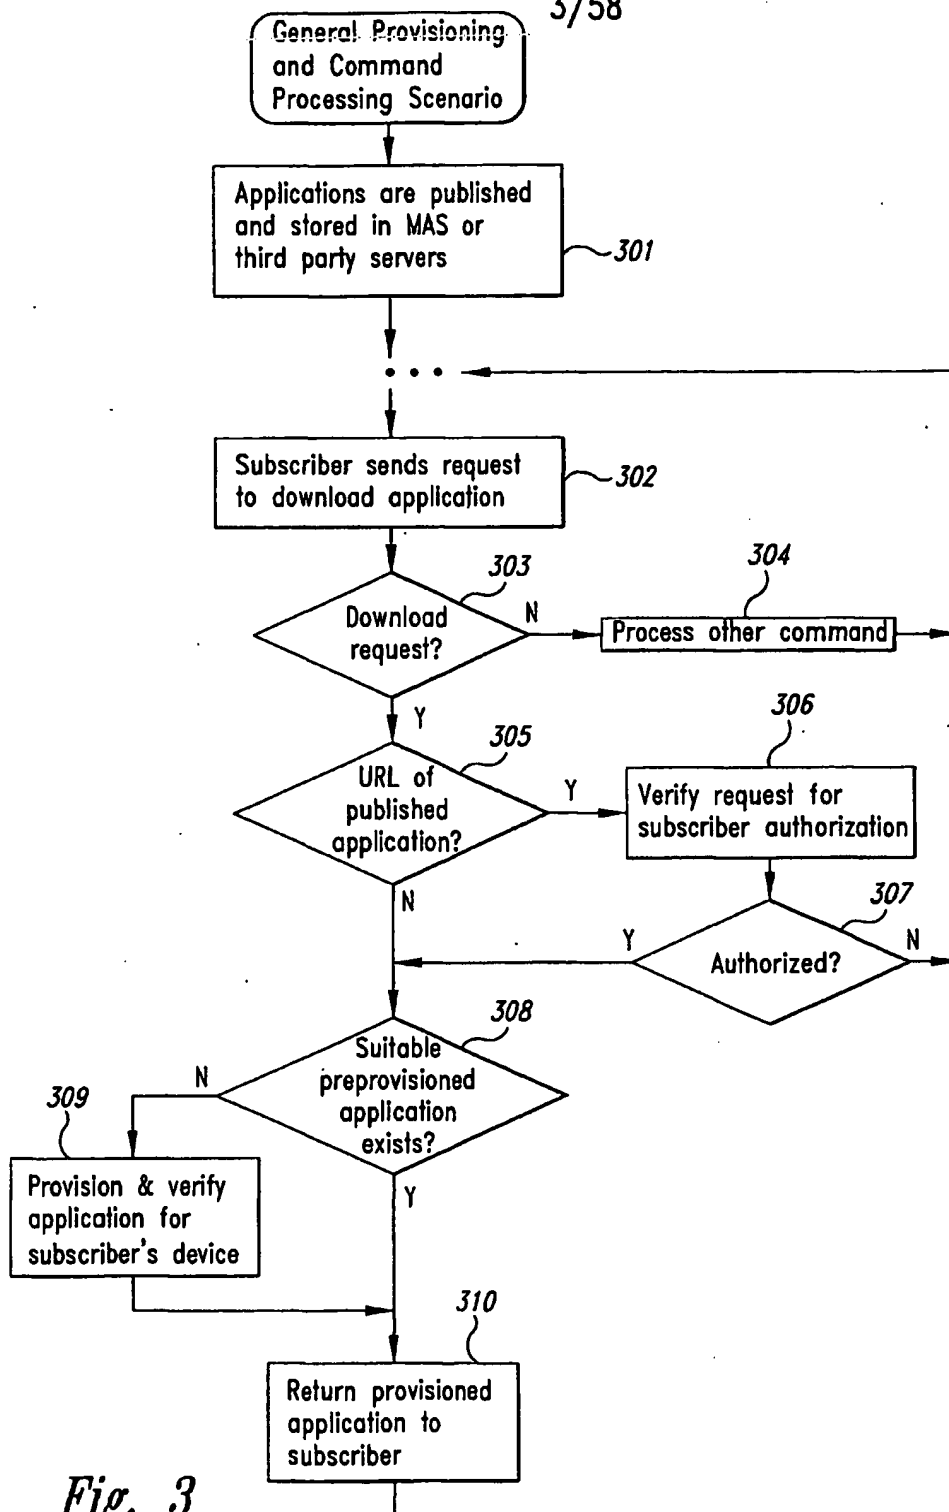 3/58
General Provisioning
and Command
Processing Scenario
Applications are published
and stored in MAS or
third party servers
301
Subscriber sends request
to download application
302
303
Download
request?
N
304
Process other command
Y
305
URL of
published
application?
Y
306
Verify request for
subscriber authorization
N
307
Authorized?
Y
N
308
Suitable
preprovisioned
application
exists?
N
309
Provision & verify
application for
subscriber's device
Y
310
Return provisioned
application to
subscriber
Fig. 3